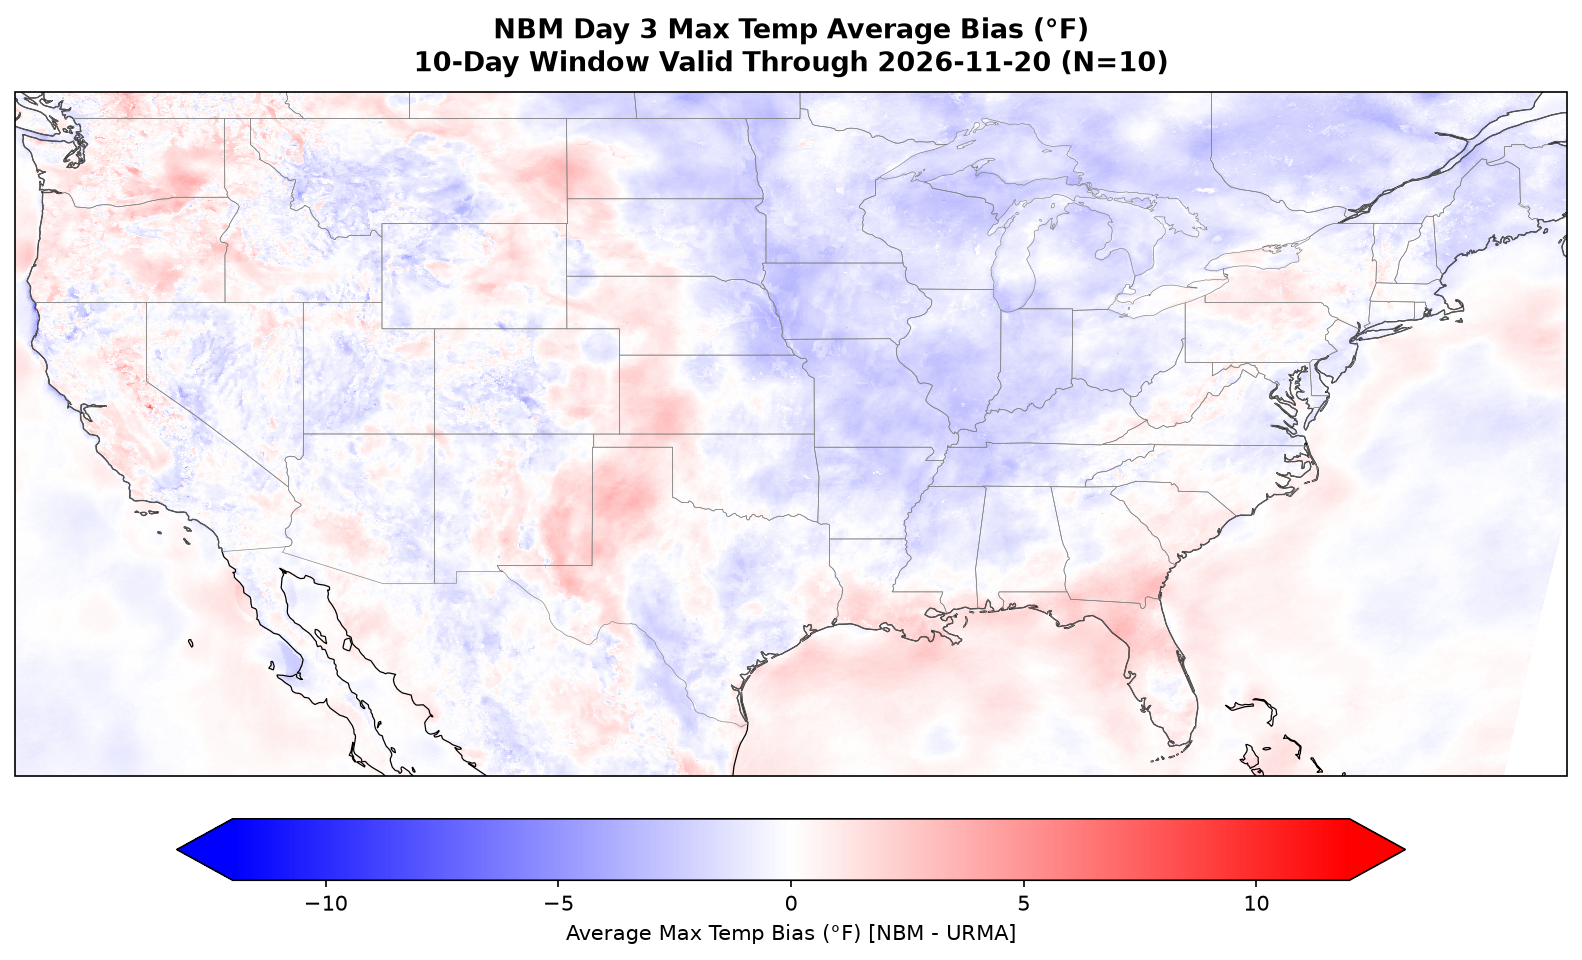 NBM Day 3 Max Temp Average Bias (°F)
10-Day Window Valid Through 2026-11-20 (N=10)
−10 −5 0 5 10
Average Max Temp Bias (°F) [NBM - URMA]